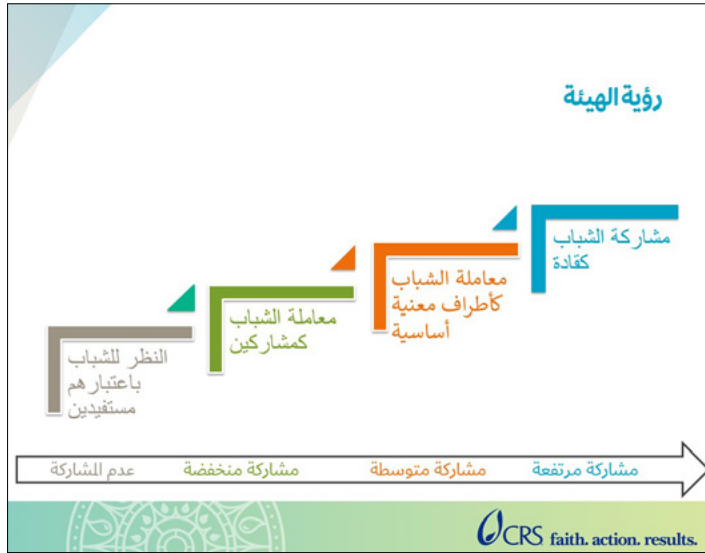 رؤية الهيئة
مشاركة الشباب
كقادة
معاملة الشباب
كأطراف معنية
أساسية
معاملة الشباب
كمشاركين
النظر للشباب
باعتبارهم
مستفيدين
مشاركة مرتفعة
مشاركة متوسطة
مشاركة منخفضة
عدم المشاركة
CRS faith. action. results.